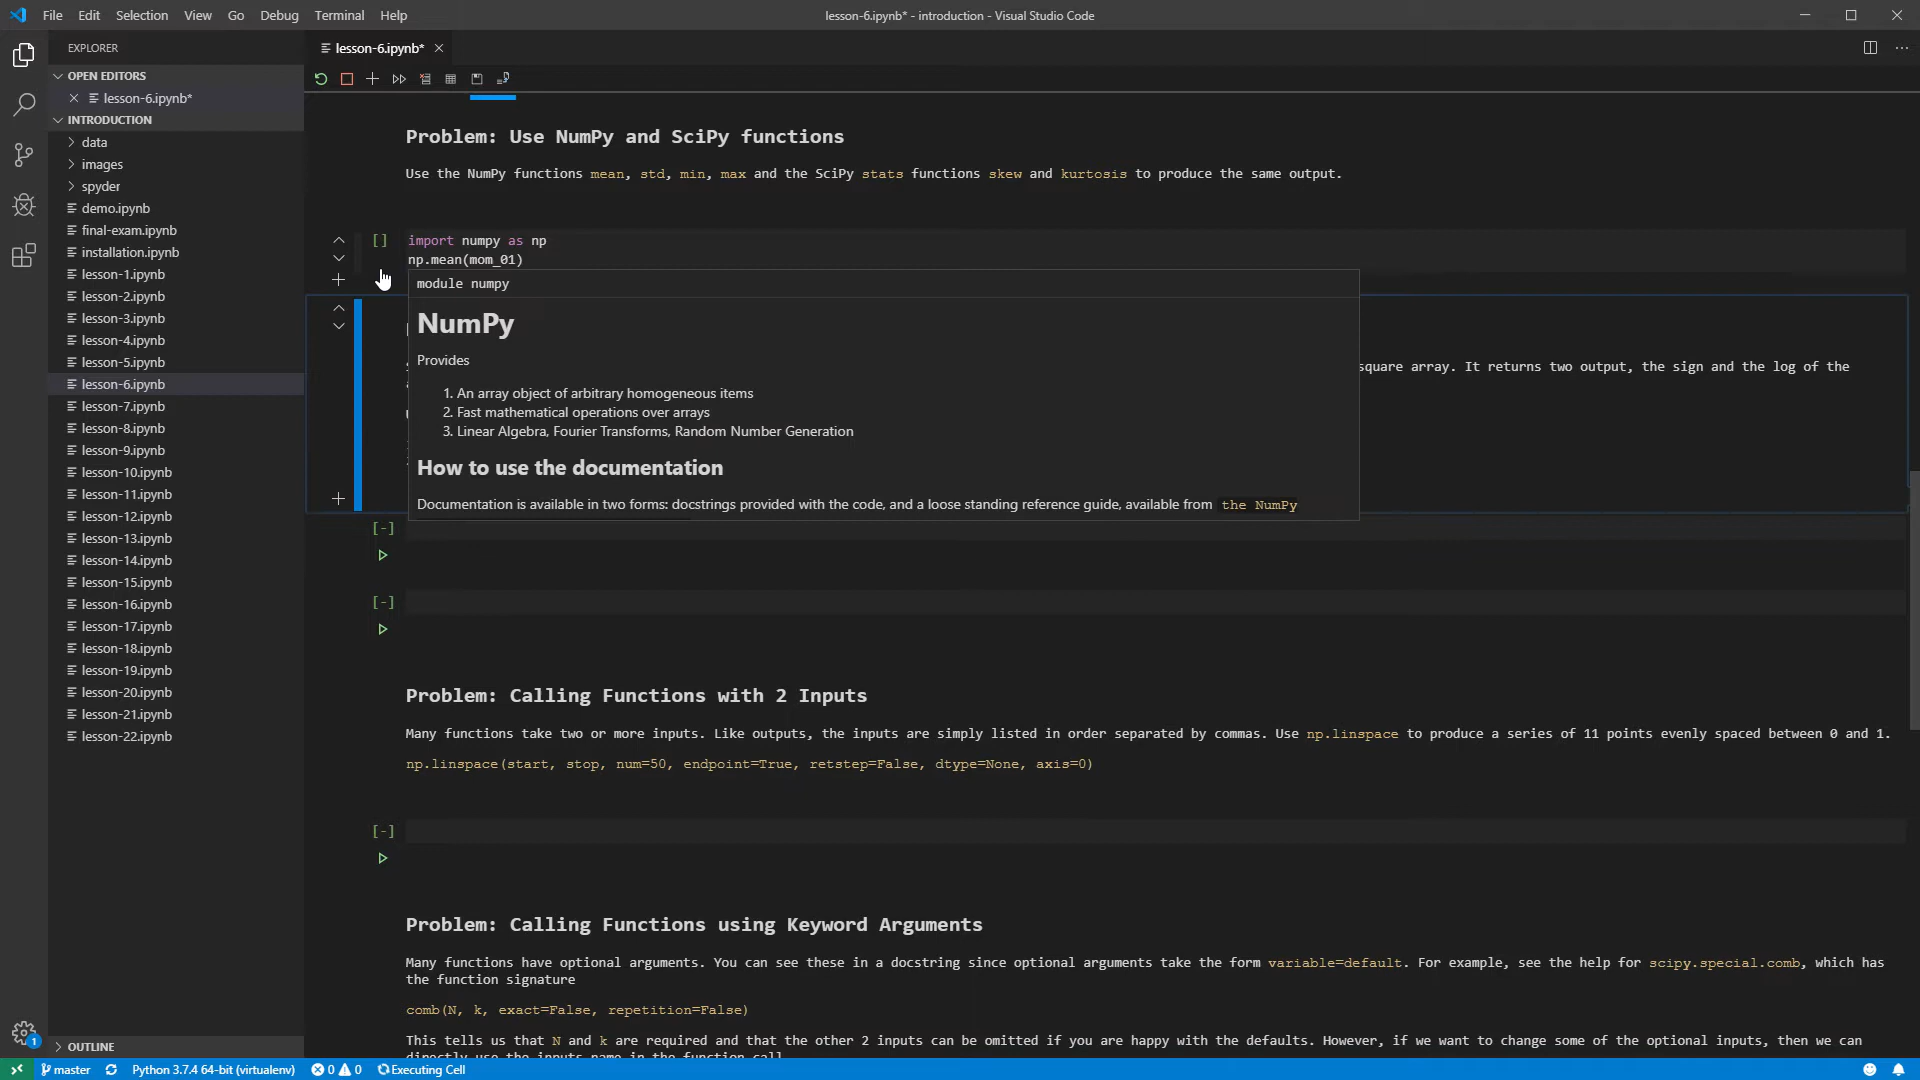 File Edit Selection View Go Debug Terminal Help
lesson-6.ipynb* - introduction - Visual Studio Code
EXPLORER
OPEN EDITORS
lesson-6.ipynb*
INTRODUCTION
data
images
spyder
demo.ipynb
final-exam.ipynb
installation.ipynb
lesson-1.ipynb
lesson-2.ipynb
lesson-3.ipynb
lesson-4.ipynb
lesson-5.ipynb
lesson-6.ipynb
lesson-7.ipynb
lesson-8.ipynb
lesson-9.ipynb
lesson-10.ipynb
lesson-11.ipynb
lesson-12.ipynb
lesson-13.ipynb
lesson-14.ipynb
lesson-15.ipynb
lesson-16.ipynb
lesson-17.ipynb
lesson-18.ipynb
lesson-19.ipynb
lesson-20.ipynb
lesson-21.ipynb
lesson-22.ipynb
OUTLINE
lesson-6.ipynb*
Problem: Use NumPy and SciPy functions
Use the NumPy functions mean, std, min, max and the SciPy stats functions skew and kurtosis to produce the same output.
[] import numpy as np
np.mean(mom_01)
module numpy
NumPy
Provides
square array. It returns two output, the sign and the log of the
1. An array object of arbitrary homogeneous items
2. Fast mathematical operations over arrays
3. Linear Algebra, Fourier Transforms, Random Number Generation
How to use the documentation
Documentation is available in two forms: docstrings provided with the code, and a loose standing reference guide, available from the NumPy
[-]
[-]
Problem: Calling Functions with 2 Inputs
Many functions take two or more inputs. Like outputs, the inputs are simply listed in order separated by commas. Use np.linspace to produce a series of 11 points evenly spaced between 0 and 1.
np.linspace(start, stop, num=50, endpoint=True, retstep=False, dtype=None, axis=0)
[-]
Problem: Calling Functions using Keyword Arguments
Many functions have optional arguments. You can see these in a docstring since optional arguments take the form variable=default. For example, see the help for scipy.special.comb, which has
the function signature
comb(N, k, exact=False, repetition=False)
This tells us that N and k are required and that the other 2 inputs can be omitted if you are happy with the defaults. However, if we want to change some of the optional inputs, then we can
directly use the inputs name in the function call
1
master Python 3.7.4 64-bit (virtualenv) 0 0 Executing Cell